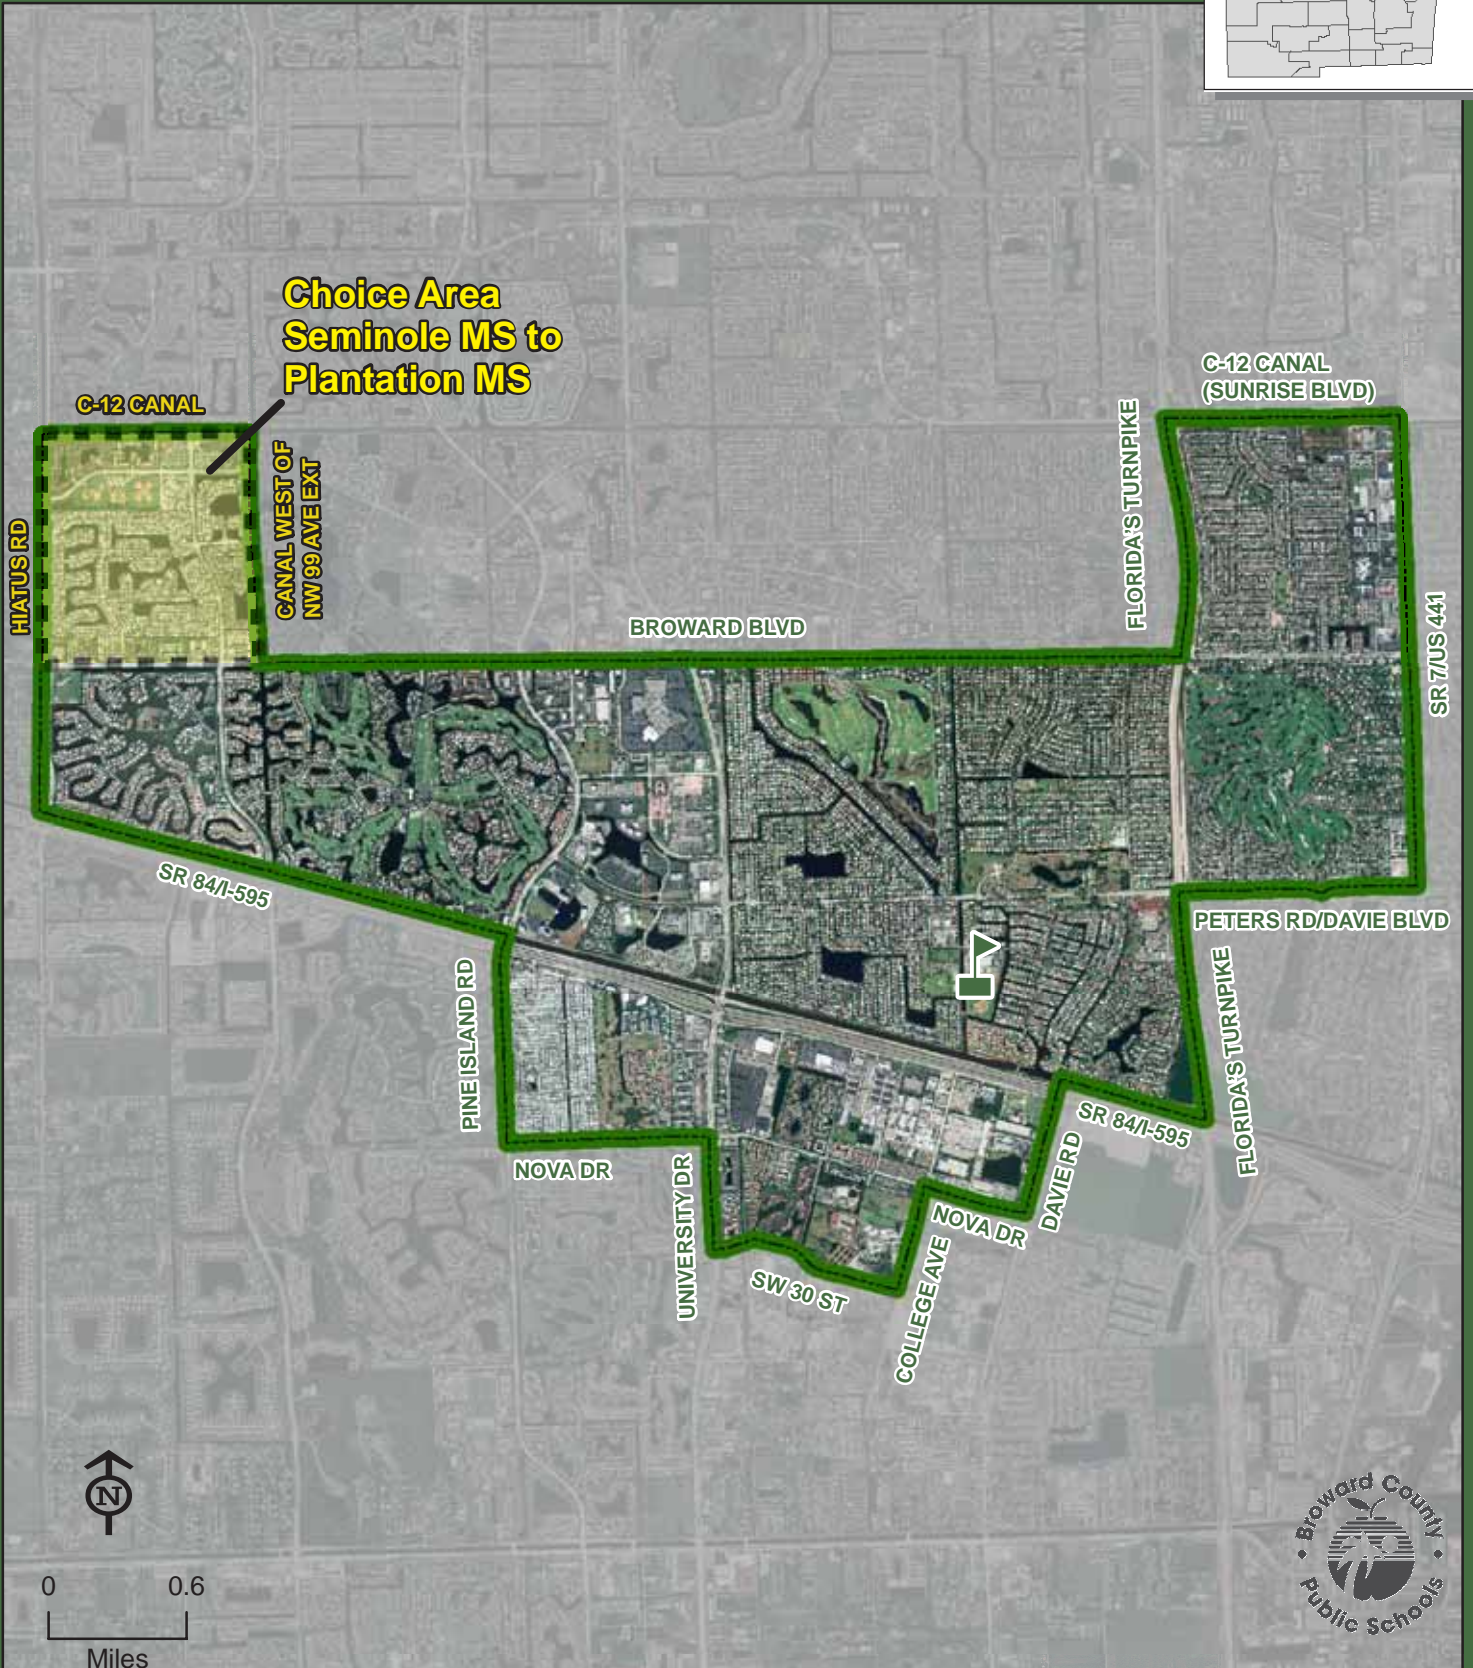 Choice Area
Seminole MS to
Plantation MS
C-12 CANAL
(SUNRISE BLVD)
C-12 CANAL
FLORIDA'S TURNPIKE
CANAL WEST OF
NW 99 AVE EXT
HIATUS RD
BROWARD BLVD
SR 7/US 441
SR 84/I-595
PETERS RD/DAVIE BLVD
PINE ISLAND RD
FLORIDA'S TURNPIKE
SR 84/I-595
NOVA DR
UNIVERSITY DR
DAVIE RD
NOVA DR
COLLEGE AVE
SW 30 ST
N
Broward County
Public Schools
0 0.6
Miles